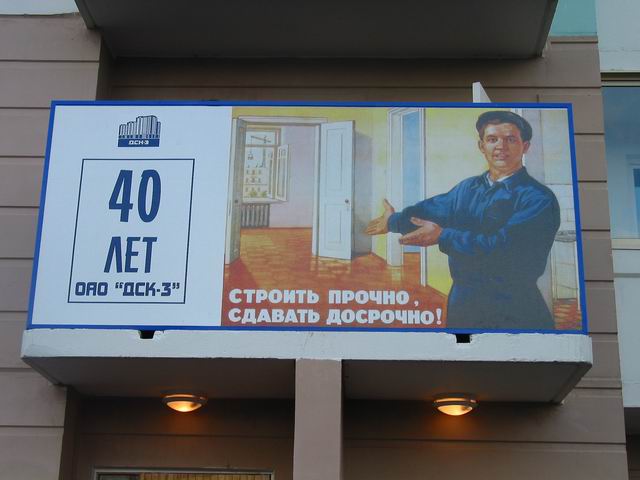 ДСК-3
40
ЛЕТ
ОАО "ДСК-3"
СТРОИТЬ ПРОЧНО,
СДАВАТЬ ДОСРОЧНО!